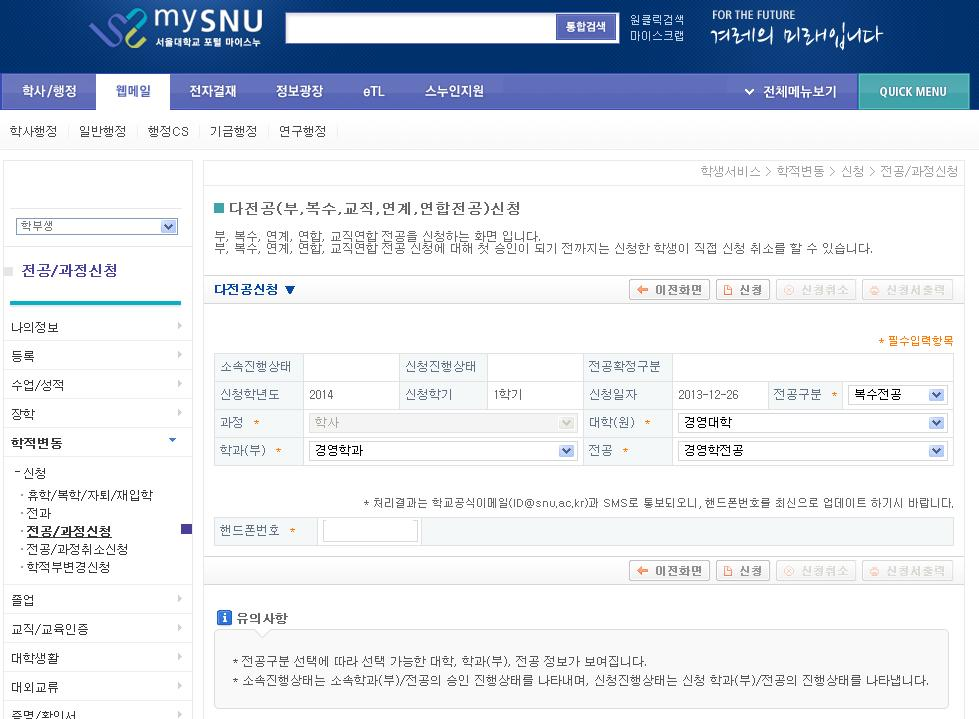 mySNU
서울대학교 포털 마이스누
통합검색
원클릭검색
마이스크랩
FOR THE FUTURE
겨레의 미래입니다
학사/행정 웹메일 전자결재 정보광장 eTL 스누인지원 전체메뉴보기 QUICK MENU
학사행정 일반행정 행정CS 기금행정 연구행정
학부생
전공/과정신청
나의정보
등록
수업/성적
장학
학적변동
- 신청
· 휴학/복학/자퇴/재입학
· 전과
· 전공/과정신청
· 전공/과정취소신청
· 학적부변경신청
졸업
교직/교육인증
대학생활
대외교류
증명/확인서
학생서비스 > 학적변동 > 신청 > 전공/과정신청
다전공(부,복수,교직,연계,연합전공)신청
부, 복수, 연계, 연합, 교직연합 전공을 신청하는 화면 입니다.
부, 복수, 연계, 연합 전공 신청에 대해 첫 승인이 되기 전까지는 신청한 학생이 직접 신청 취소를 할 수 있습니다.
다전공신청 ▼ 이전화면 신청 신청취소 신청서출력
* 필수입력항목
소속진행상태 신청진행상태 전공확정구분
신청학년도 2014 신청학기 1학기 신청일자 2013-12-26 전공구분 * 복수전공
과정 * 학사 대학(원) * 경영대학
학과(부) * 경영학과 전공 * 경영학전공
* 처리결과는 학교공식이메일(ID@snu.ac.kr)과 SMS로 통보되오니, 핸드폰번호를 최신으로 업데이트 하기시 바랍니다.
핸드폰번호 *
이전화면 신청 신청취소 신청서출력
유의사항
* 전공구분 선택에 따라 선택 가능한 대학, 학과(부), 전공 정보가 보여집니다.
* 소속진행상태는 소속학과(부)/전공의 승인 진행상태를 나타내며, 신청진행상태는 신청 학과(부)/전공의 진행상태를 나타냅니다.